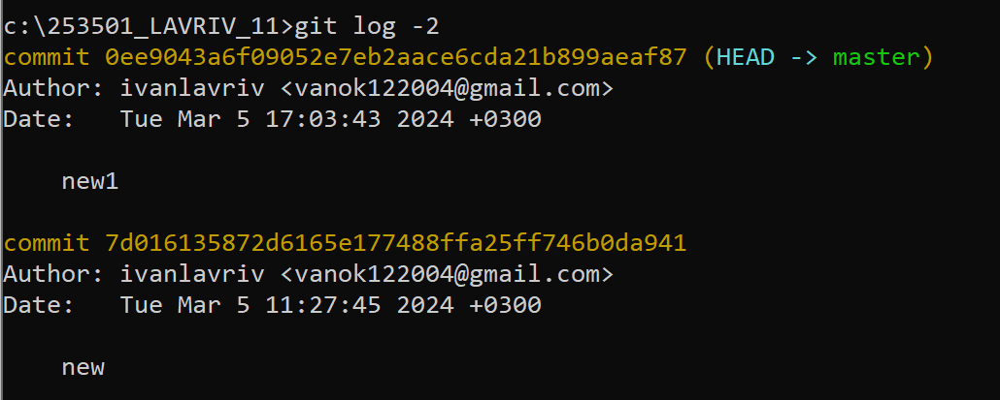 c:\253501_LAVRIV_11>git log -2
commit 0ee9043a6f09052e7eb2aace6cda21b899aeaf87 (HEAD -> master)
Author: ivanlavriv <vanok122004@gmail.com>
Date:   Tue Mar 5 17:03:43 2024 +0300
    new1
commit 7d016135872d6165e177488ffa25ff746b0da941
Author: ivanlavriv <vanok122004@gmail.com>
Date:   Tue Mar 5 11:27:45 2024 +0300
    new